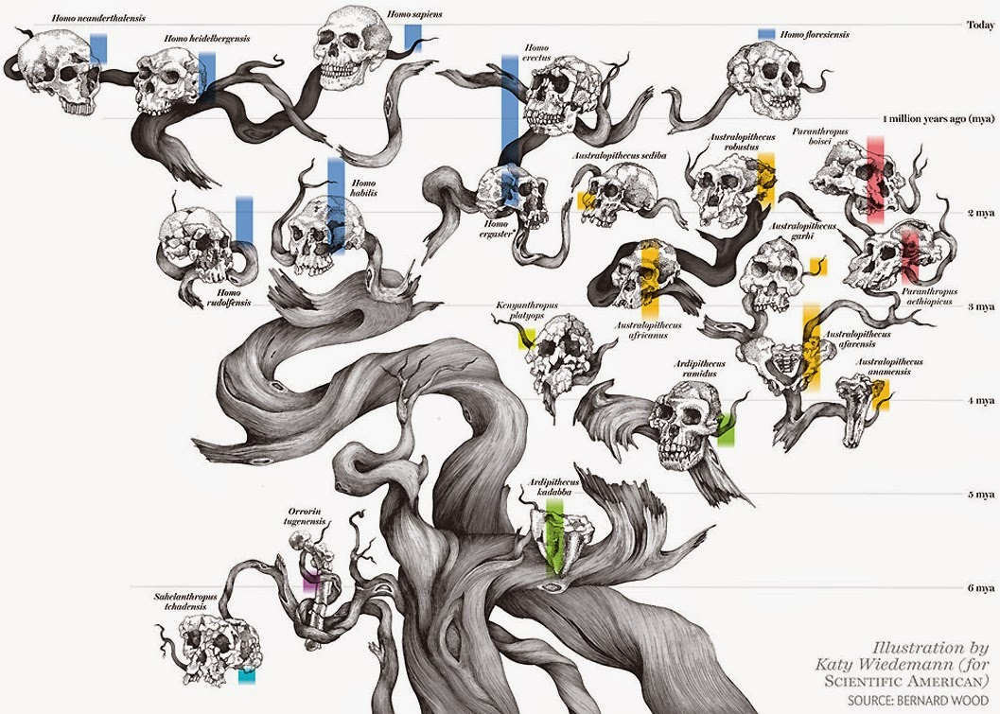 Homo neanderthalensis
Homo sapiens
Today
Homo heidelbergensis
Homo floresiensis
Homo
erectus
1 million years ago (mya)
Paranthropus
boisei
Australopithecus
robustus
Australopithecus sediba
Homo
habilis
2 mya
Homo
ergaster*
Australopithecus
garhi
Homo
rudolfensis
Paranthropus
aethiopicus
3 mya
Kenyanthropus
platyops
Australopithecus
africanus
Australopithecus
afarensis
Ardipithecus
ramidus
Australopithecus
anamensis
4 mya
Ardipithecus
kadabba
5 mya
Orrorin
tugenensis
6 mya
Sahelanthropus
tchadensis
Illustration by
Katy Wiedemann (for
SCIENTIFIC AMERICAN)
SOURCE: BERNARD WOOD